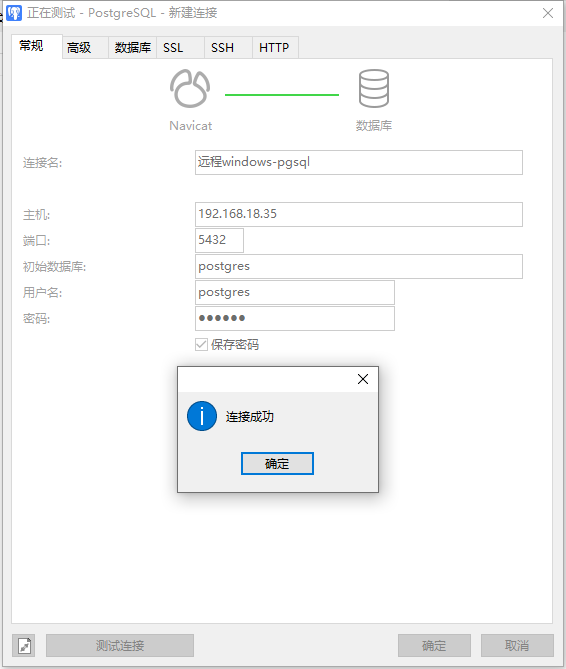 正在测试 - PostgreSQL - 新建连接
常规 高级 数据库 SSL SSH HTTP
Navicat 数据库
连接名: 远程windows-pgsql
主机: 192.168.18.35
端口: 5432
初始数据库: postgres
用户名: postgres
密码: ●●●●●●
保存密码
连接成功
确定
测试连接 确定 取消